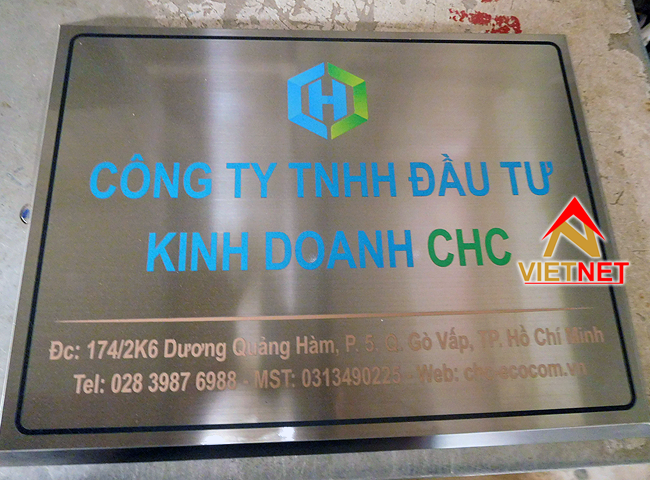 CH
CÔNG TY TNHH ĐẦU TƯ
KINH DOANH CHC
VIETNET
Đc: 174/2K6 Dương Quảng Hàm, P. 5, Q. Gò Vấp, TP. Hồ Chí Minh
Tel: 028 3987 6988 - MST: 0313490225 - Web: